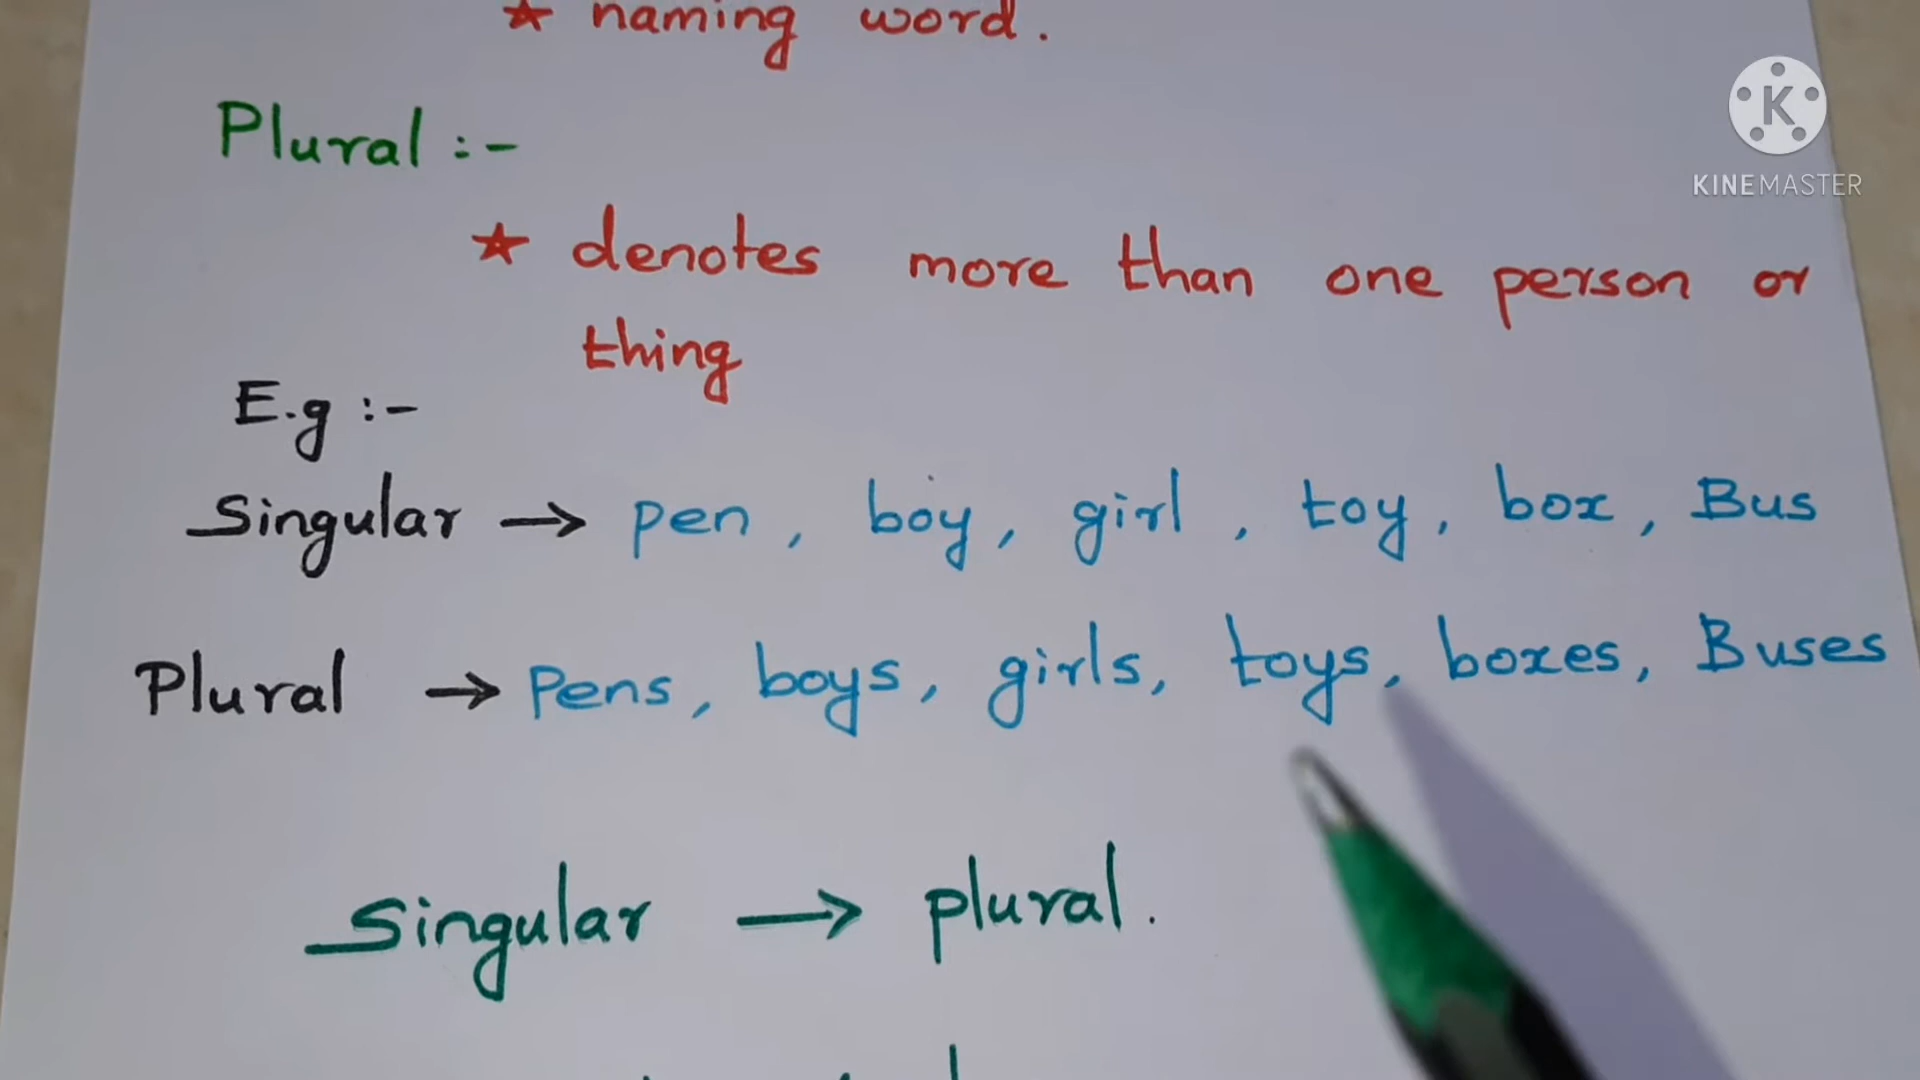 ★ naming word.
K
KINEMASTER
Plural :-
★ denotes more than one person or
thing
E.g :-
Singular → pen, boy, girl, toy, box, Bus
Plural → Pens, boys, girls, toys, boxes, Buses
Singular → plural.